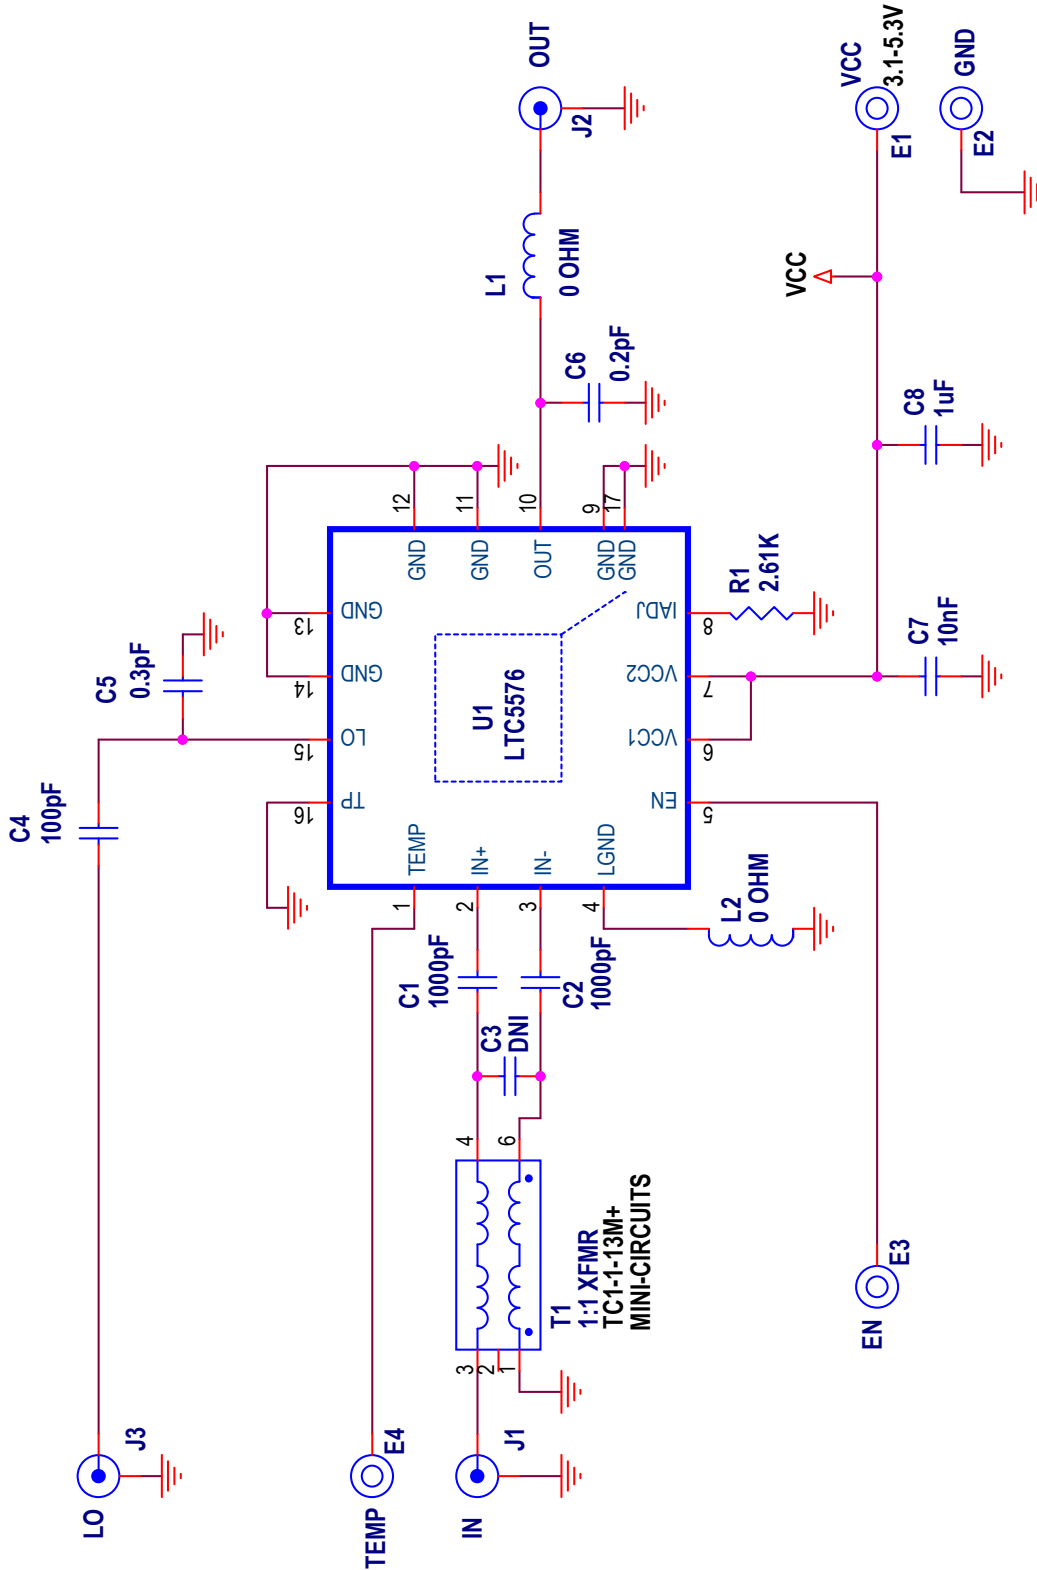 LO
J3
C4
100pF
C5
0.3pF
TEMP
E4
IN
J1
3
2
1
4
6
T1
1:1 XFMR
TC1-1-13M+
MINI-CIRCUITS
C3
DNI
C1
1000pF
C2
1000pF
L2
0 OHM
EN
E3
U1
LTC5576
1
TEMP
2
IN+
3
IN-
4
LGND
16
TP
15
LO
14
GND
13
GND
12
GND
11
GND
10
OUT
9
GND
17
GND
5
EN
6
VCC1
7
VCC2
8
IADJ
R1
2.61K
C6
0.2pF
L1
0 OHM
J2
OUT
C7
10nF
C8
1uF
VCC
E1
VCC
3.1-5.3V
E2
GND